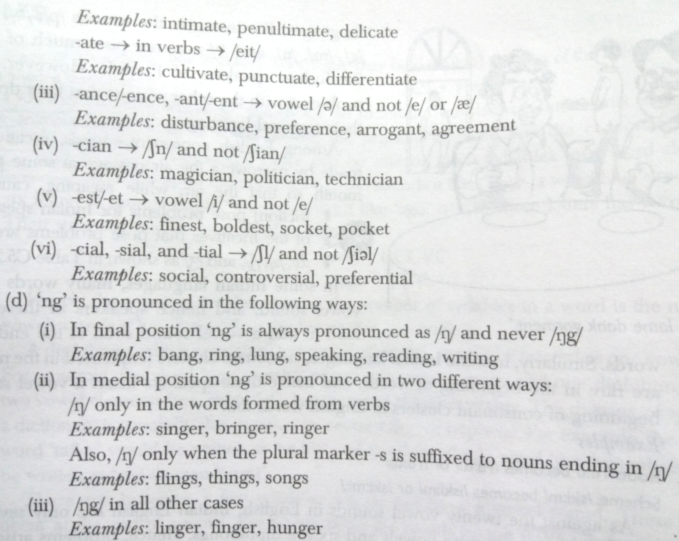 Examples: intimate, penultimate, delicate
-ate → in verbs → /eit/
Examples: cultivate, punctuate, differentiate
(iii) -ance/-ence, -ant/-ent → vowel /ə/ and not /e/ or /æ/
Examples: disturbance, preference, arrogant, agreement
(iv) -cian → /ʃn/ and not /ʃian/
Examples: magician, politician, technician
(v) -est/-et → vowel /i/ and not /e/
Examples: finest, boldest, socket, pocket
(vi) -cial, -sial, and -tial → /ʃl/ and not /ʃiəl/
Examples: social, controversial, preferential
(d) ‘ng’ is pronounced in the following ways:
(i) In final position ‘ng’ is always pronounced as /ŋ/ and never /ŋg/
Examples: bang, ring, lung, speaking, reading, writing
(ii) In medial position ‘ng’ is pronounced in two different ways:
/ŋ/ only in the words formed from verbs
Examples: singer, bringer, ringer
Also, /ŋ/ only when the plural marker -s is suffixed to nouns ending in /ŋ/
Examples: flings, things, songs
(iii) /ŋg/ in all other cases
Examples: linger, finger, hunger